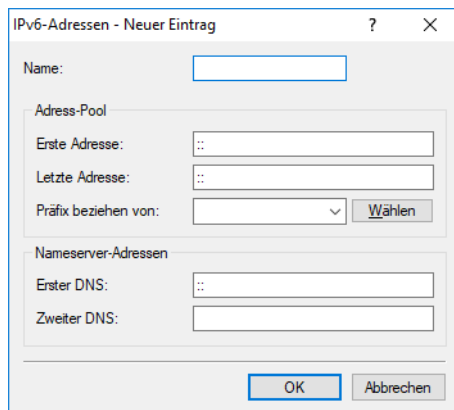 IPv6-Adressen - Neuer Eintrag ?
Name:
Adress-Pool
Erste Adresse: ::
Letzte Adresse: ::
Präfix beziehen von: Wählen
Nameserver-Adressen
Erster DNS: ::
Zweiter DNS:
OK Abbrechen